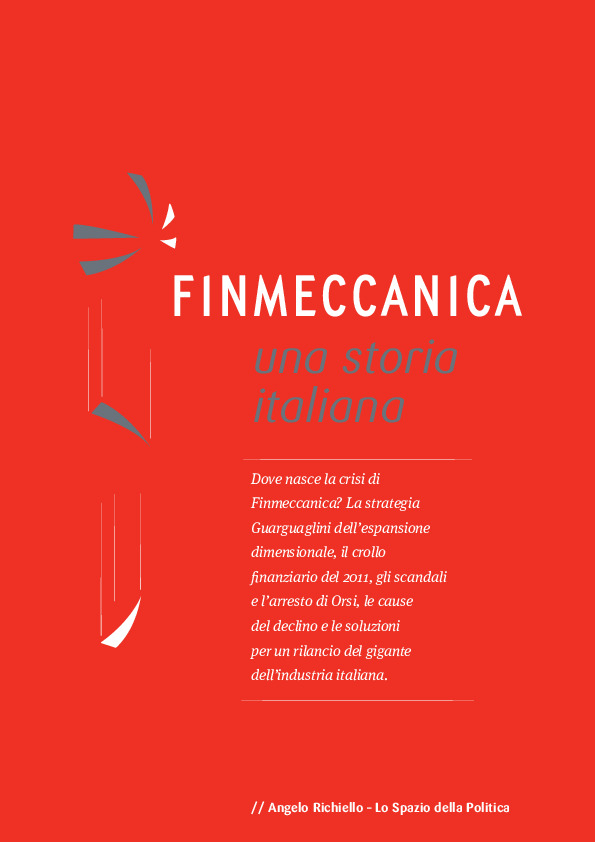 FINMECCANICA
una storia
italiana
Dove nasce la crisi di
Finmeccanica? La strategia
Guarguaglini dell’espansione
dimensionale, il crollo
finanziario del 2011, gli scandali
e l’arresto di Orsi, le cause
del declino e le soluzioni
per un rilancio del gigante
dell’industria italiana.
// Angelo Richiello – Lo Spazio della Politica